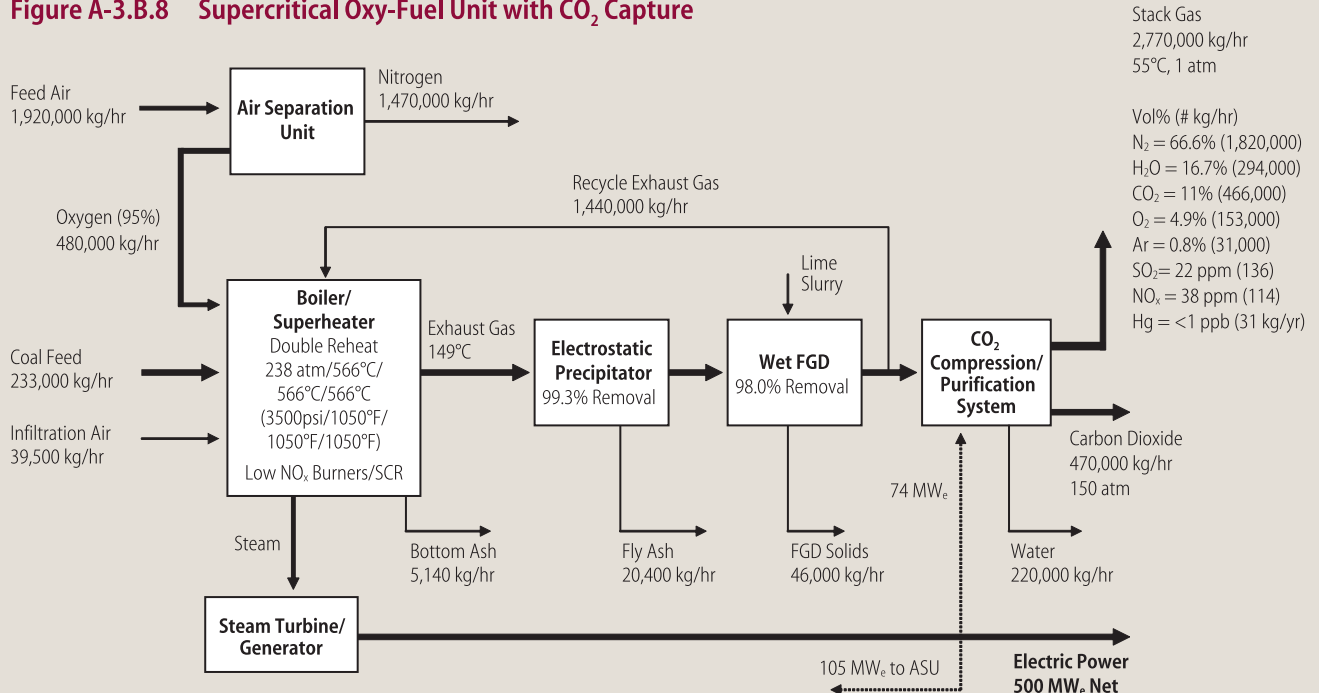 Figure A-3.B.8 Supercritical Oxy-Fuel Unit with CO₂ Capture
Stack Gas
2,770,000 kg/hr
55°C, 1 atm
Vol% (# kg/hr)
N₂ = 66.6% (1,820,000)
H₂O = 16.7% (294,000)
CO₂ = 11% (466,000)
O₂ = 4.9% (153,000)
Ar = 0.8% (31,000)
SO₂= 22 ppm (136)
NOₓ = 38 ppm (114)
Hg = <1 ppb (31 kg/yr)
Feed Air
1,920,000 kg/hr
Air Separation
Unit
Nitrogen
1,470,000 kg/hr
Oxygen (95%)
480,000 kg/hr
Recycle Exhaust Gas
1,440,000 kg/hr
Lime
Slurry
Coal Feed
233,000 kg/hr
Infiltration Air
39,500 kg/hr
Boiler/
Superheater
Double Reheat
238 atm/566°C/
566°C/566°C
(3500psi/1050°F/
1050°F/1050°F)
Low NOₓ Burners/SCR
Exhaust Gas
149°C
Electrostatic
Precipitator
99.3% Removal
Wet FGD
98.0% Removal
CO₂
Compression/
Purification
System
Carbon Dioxide
470,000 kg/hr
150 atm
74 MWₑ
Steam
Bottom Ash
5,140 kg/hr
Fly Ash
20,400 kg/hr
FGD Solids
46,000 kg/hr
Water
220,000 kg/hr
Steam Turbine/
Generator
105 MWₑ to ASU
Electric Power
500 MWₑ Net